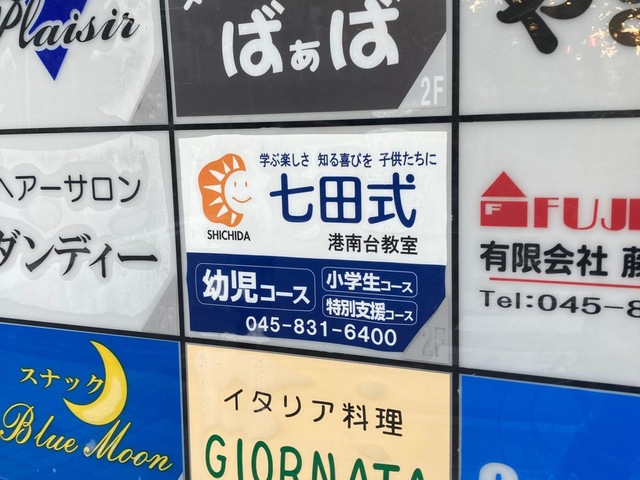 Plaisir
ばぁば
2F
ヘアーサロン
ダンディー
学ぶ楽しさ 知る喜びを 子供たちに
七田式
SHICHIDA
港南台教室
幼児コース
小学生コース
特別支援コース
045-831-6400
2F
F FUJI
有限会社 藤
Tel:045-8
スナック
Blue Moon
イタリア料理
GIORNATA